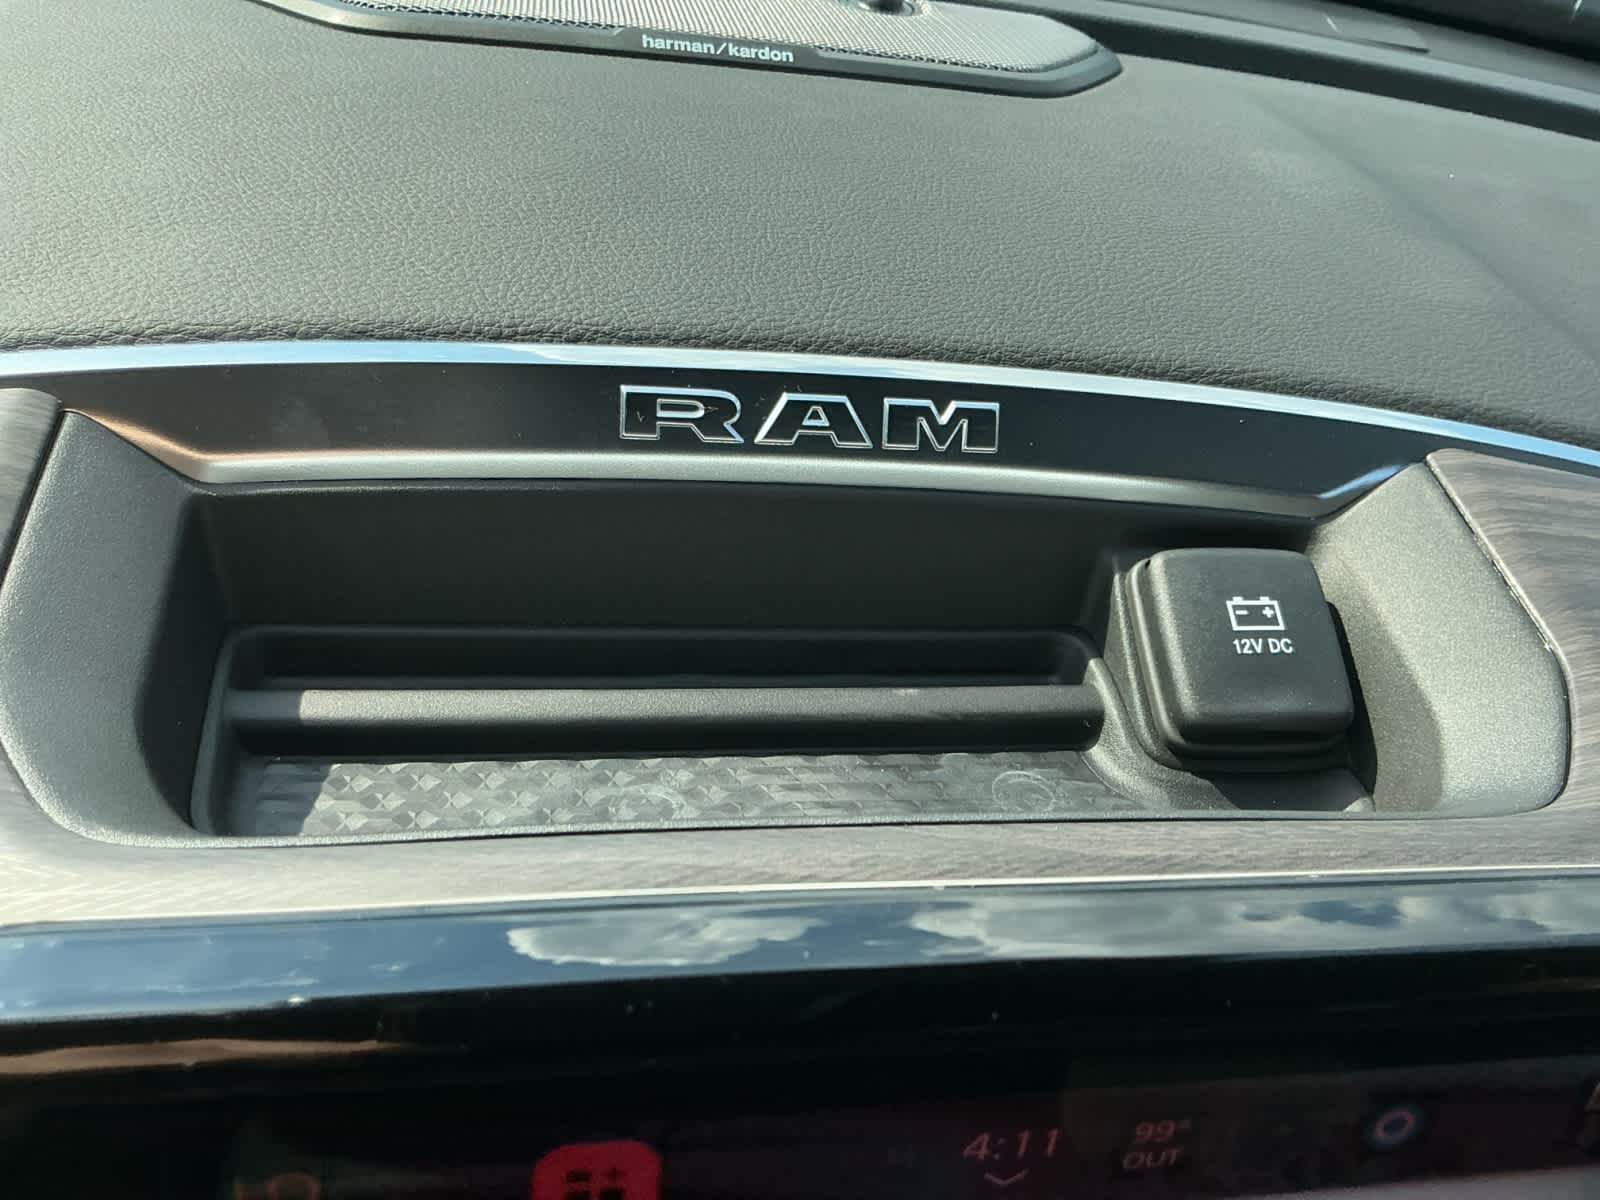 harman/kardon
RAM
12V DC
4:11
99°
OUT